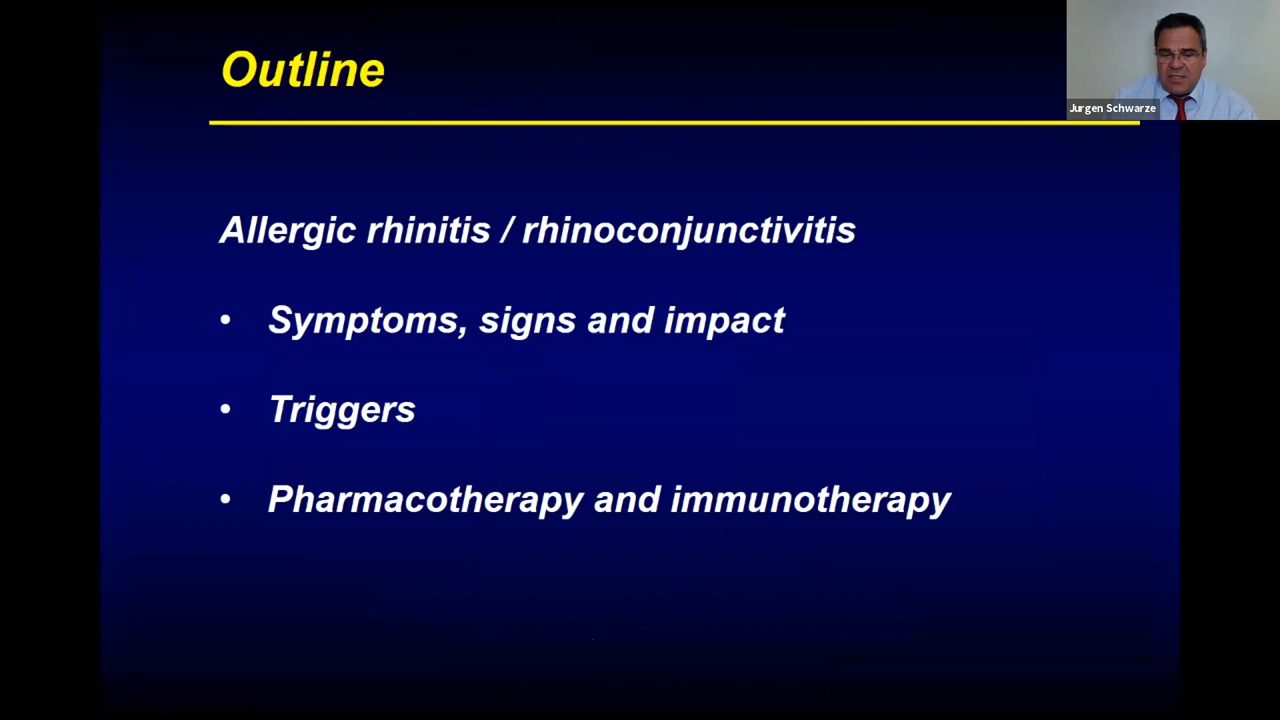 Outline
Jurgen Schwarze
Allergic rhinitis / rhinoconjunctivitis
• Symptoms, signs and impact
• Triggers
• Pharmacotherapy and immunotherapy